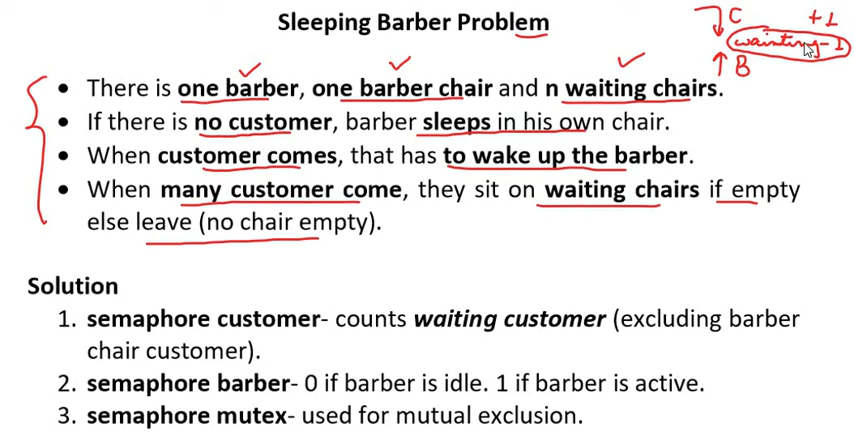 Sleeping Barber Problem
C +1
wainting-1
B
• There is one barber, one barber chair and n waiting chairs.
• If there is no customer, barber sleeps in his own chair.
• When customer comes, that has to wake up the barber.
• When many customer come, they sit on waiting chairs if empty
else leave (no chair empty).
Solution
1. semaphore customer- counts waiting customer (excluding barber
chair customer).
2. semaphore barber- 0 if barber is idle. 1 if barber is active.
3. semaphore mutex- used for mutual exclusion.